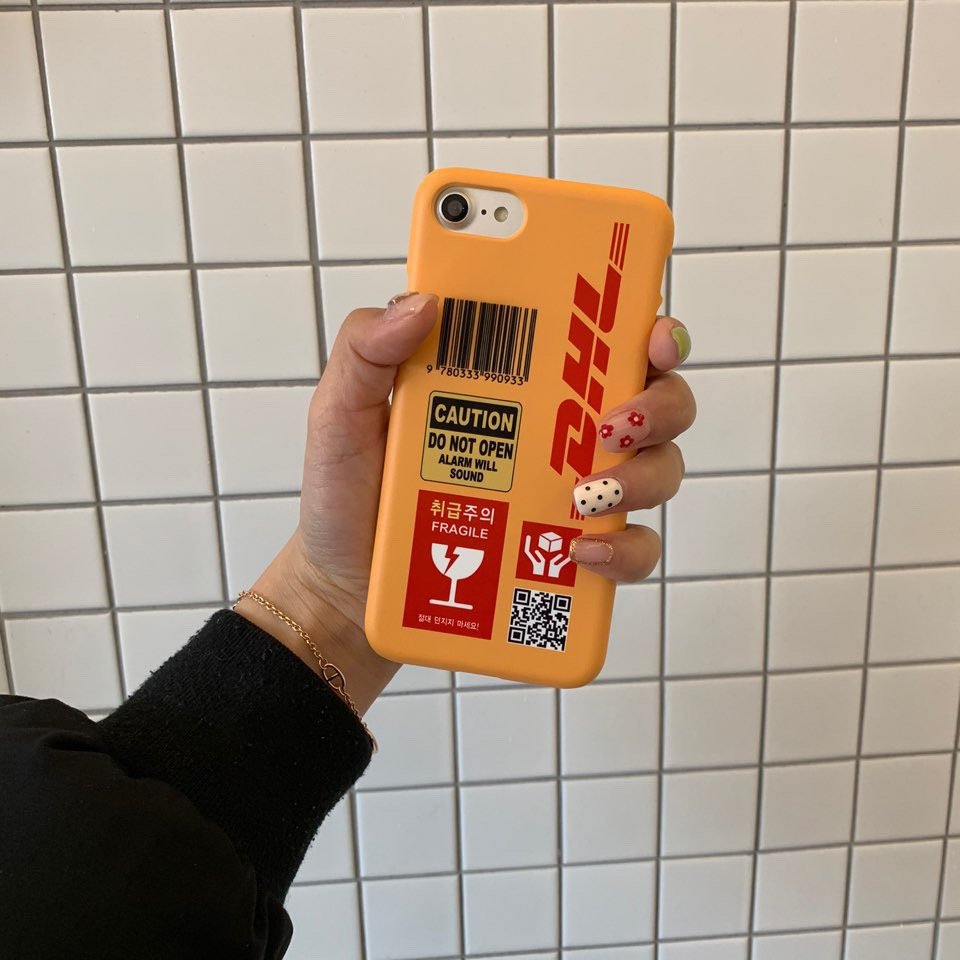 DHL
9 780333 990933
CAUTION
DO NOT OPEN
ALARM WILL
SOUND
취급주의
FRAGILE
절대 던지지 마세요!